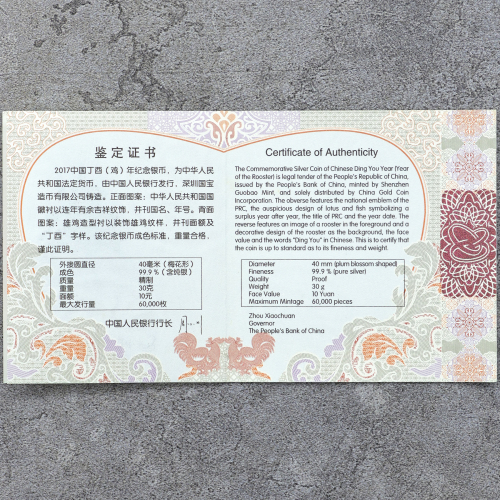 鉴定证书
2017中国丁酉（鸡）年纪念银币，为中华人民
共和国法定货币，由中国人民银行发行，深圳国宝
造币有限公司铸造。正面图案：中华人民共和国国
徽衬以连年有余吉祥纹饰，并刊国名、年号。背面
图案：雄鸡造型衬以装饰雄鸡纹样，并刊面额及
“丁酉”字样。该纪念银币成色标准，重量合格，
谨此证明。
外接圆直径 40毫米（梅花形）
成色 99.9％（含纯银）
质量 精制
重量 30克
面额 10元
最大发行量 60,000枚
中国人民银行行长
Certificate of Authenticity
The Commemorative Silver Coin of Chinese Ding You Year (Year
of the Rooster) is legal tender of the People's Republic of China,
issued by the People's Bank of China, minted by Shenzhen
Guobao Mint, and solely distributed by China Gold Coin
Incorporation. The obverse features the national emblem of the
PRC, the auspicious design of lotus and fish symbolizing a
surplus year after year, the title of PRC and the year date. The
reverse features an image of a rooster in the foreground and a
decorative design of the rooster as the background, the face
value and the words "Ding You" in Chinese. This is to certify that
the coin is up to standard as to its fineness and weight.
Diameter 40 mm (plum blossom shaped)
Fineness 99.9 % (pure silver)
Quality Proof
Weight 30 g
Face Value 10 Yuan
Maximum Mintage 60,000 pieces
Zhou Xiaochuan
Governor
The People's Bank of China